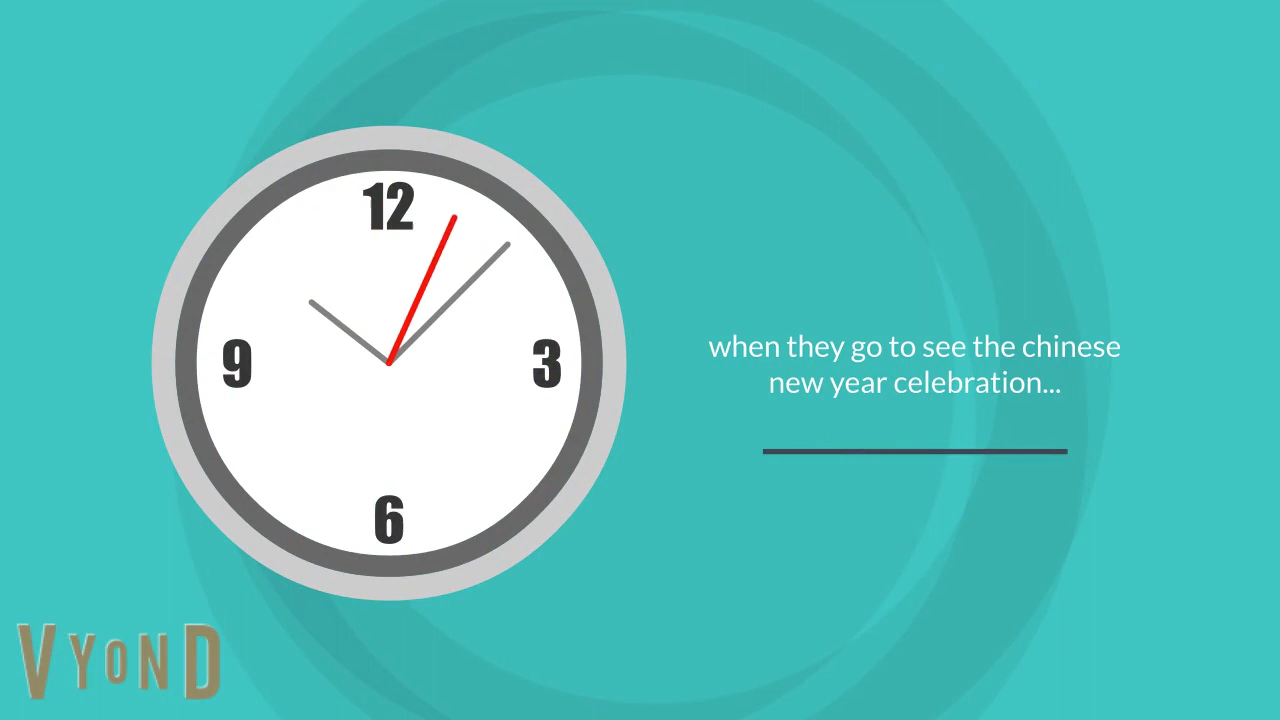 12
9
3
6
when they go to see the chinese
new year celebration...
VYOND